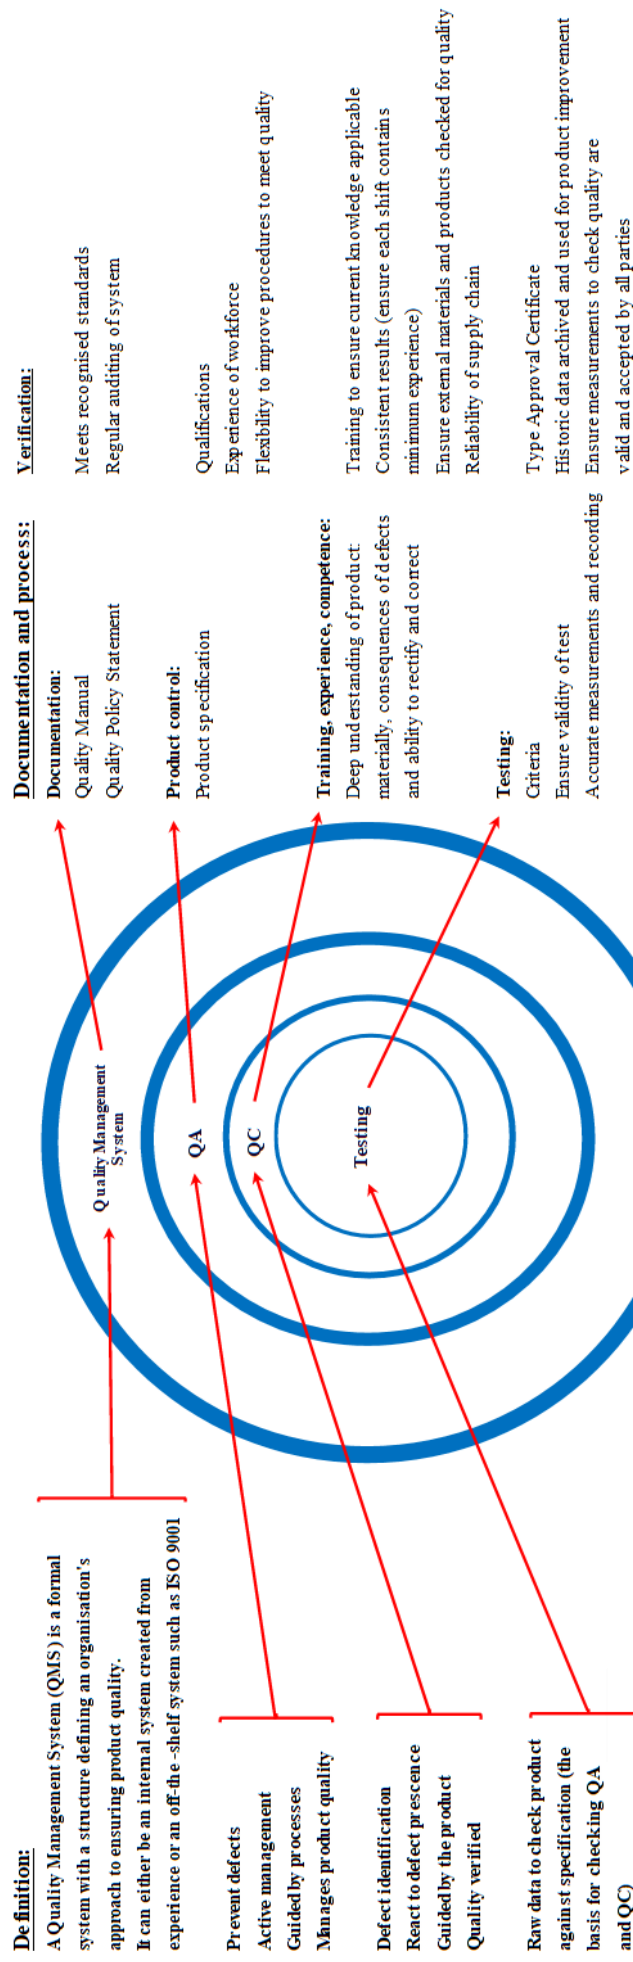 Definition:
A Quality Management System (QMS) is a formal
system with a structure defining an organisation's
approach to ensuring product quality.
It can either be an internal system created from
experience or an off-the -shelf system such as ISO 9001
Prevent defects
Active management
Guided by processes
Manages product quality
Defect identification
React to defect prescence
Guided by the product
Quality verified
Raw data to check product
against specification (the
basis for checking QA
and QC)
Quality Management
System
QA
QC
Testing
Documentation and process:
Documentation:
Quality Manual
Quality Policy Statement
Product control:
Product specification
Training, experience, competence:
Deep understanding of product:
materially, consequences of defects
and ability to rectify and correct
Testing:
Criteria
Ensure validity of test
Accurate measurements and recording
Verification:
Meets recognised standards
Regular auditing of system
Qualifications
Experience of workforce
Flexibility to improve procedures to meet quality
Training to ensure current knowledge applicable
Consistent results (ensure each shift contains
minimum experience)
Ensure external materials and products checked for quality
Reliability of supply chain
Type Approval Certificate
Historic data archived and used for product improvement
Ensure measurements to check quality are
valid and accepted by all parties